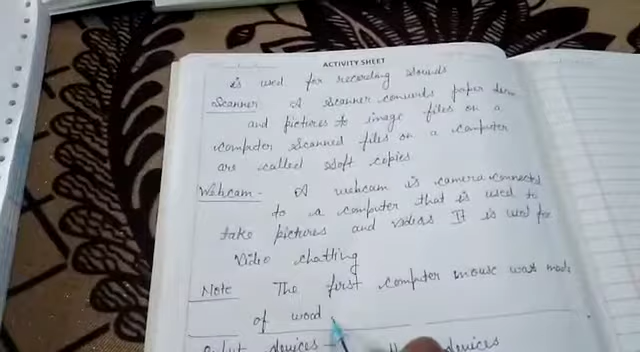 ACTIVITY SHEET
is used for recording sounds
Scanner A scanner converts paper
and pictures to image files on a
computer scanned files on a computer
are called soft copies
Webcam - A webcam is camera connects
to a computer that is used to
take pictures and videos It is used for
video chatting
Note The first computer mouse was made
of wood
devices